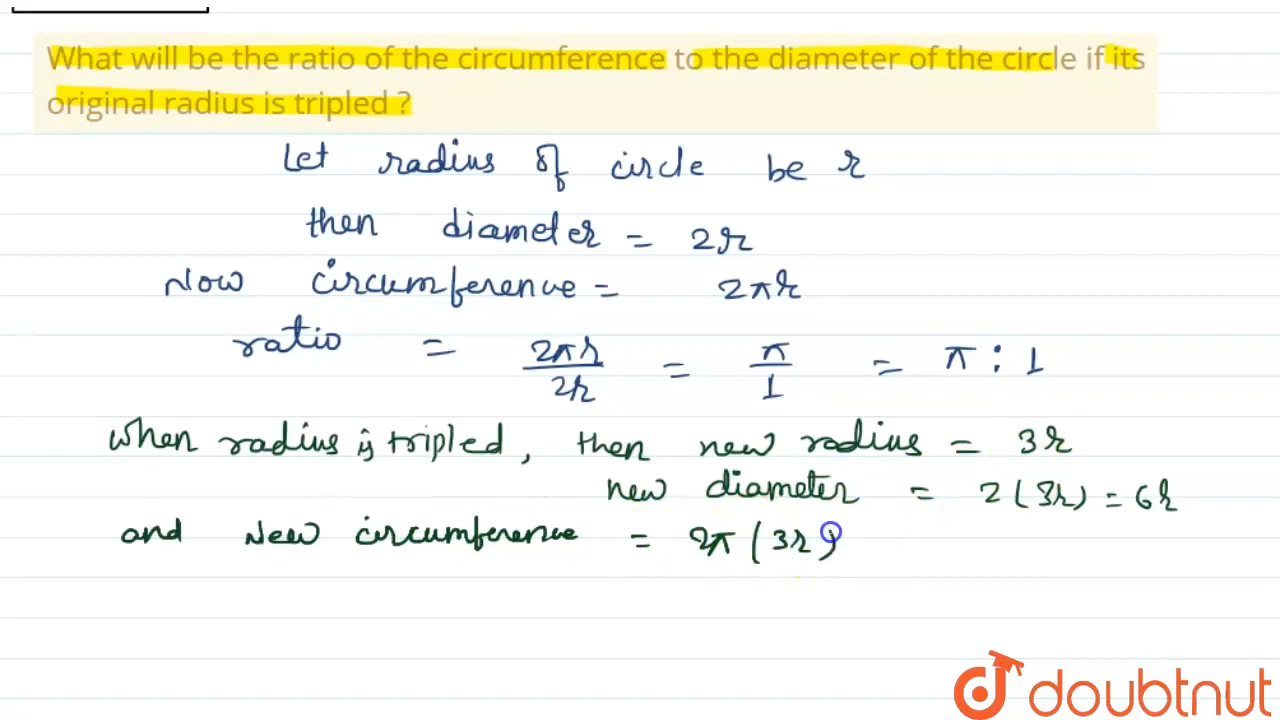 What will be the ratio of the circumference to the diameter of the circle if its
original radius is tripled ?
Let radius of circle be r
then diameter = 2r
Now circumference = 2πr
ratio = 2πr/2r = π/1 = π : 1
When radius is tripled, then new radius = 3r
new diameter = 2(3r) = 6r
and New circumference = 2π(3r)
doubtnut